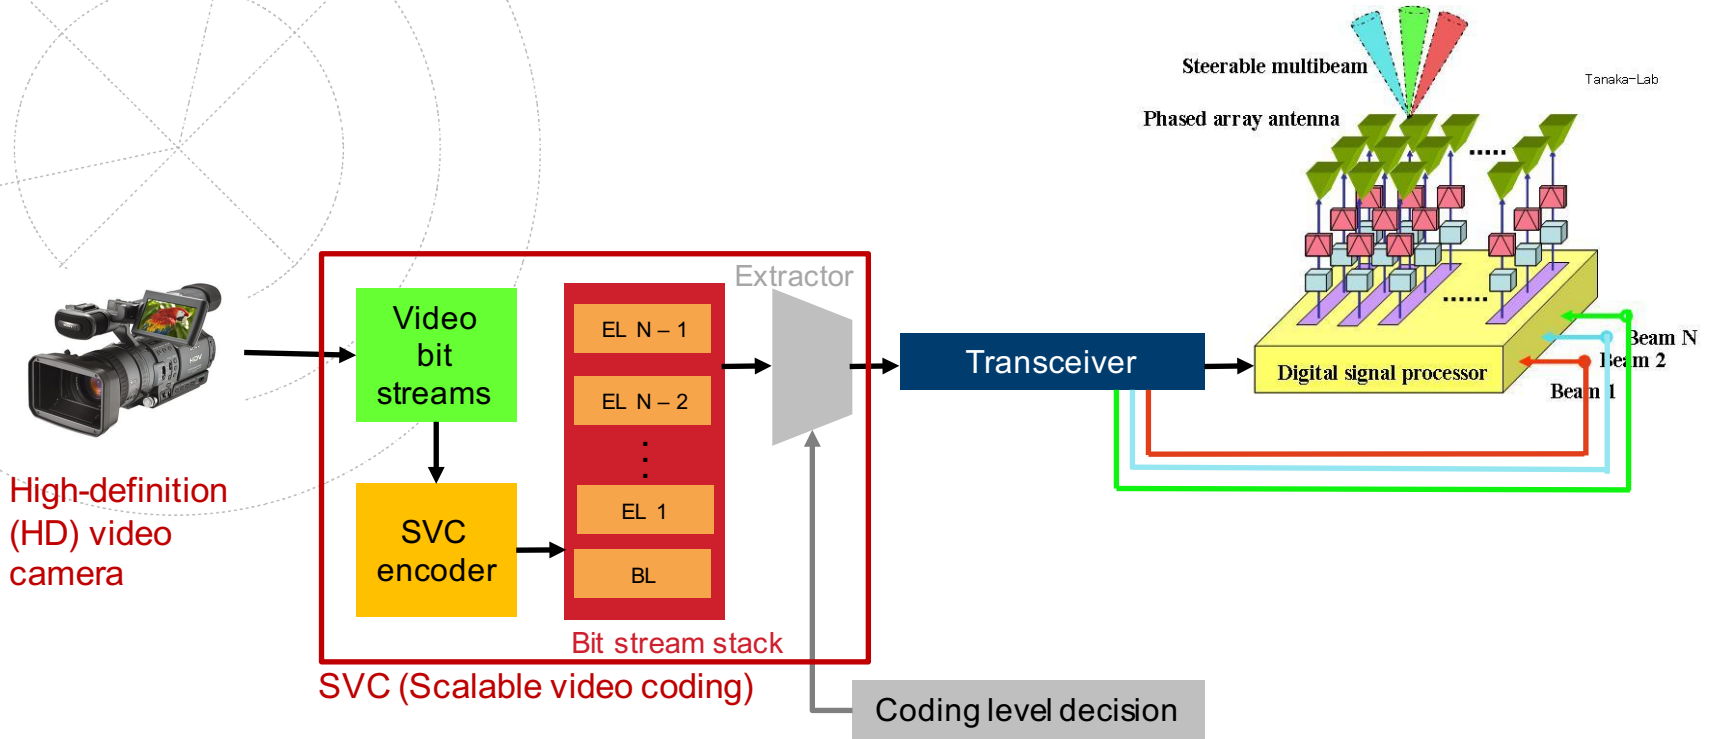 Steerable multibeam
Tanaka-Lab
Phased array antenna
Extractor
Video
bit
streams
EL N – 1
EL N – 2
EL 1
BL
SVC
encoder
Bit stream stack
Transceiver
Digital signal processor
Beam N
Beam 2
Beam 1
High-definition
(HD) video
camera
SVC (Scalable video coding)
Coding level decision
HDV